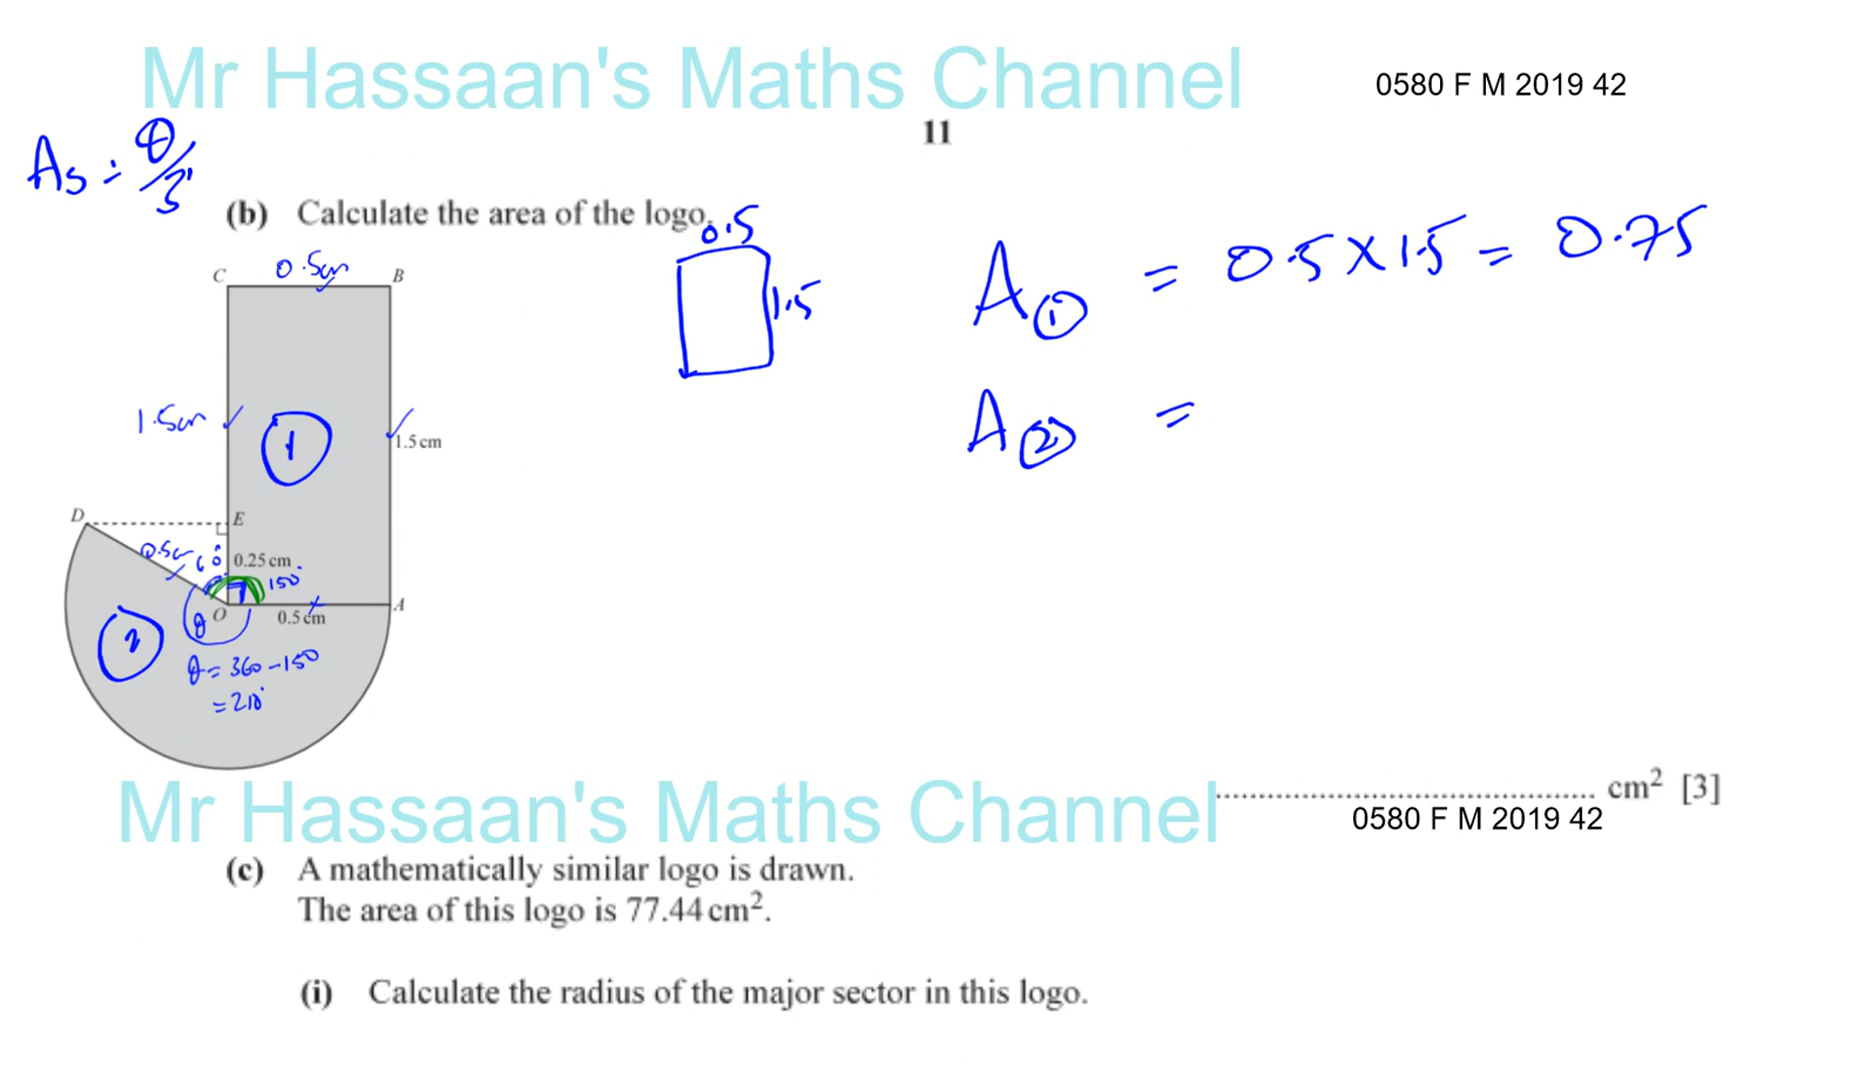 Mr Hassaan's Maths Channel
0580 F M 2019 42
11
As = θ/3
(b) Calculate the area of the logo.
0.5
1.5
A① = 0.5 × 1.5 = 0.75
A② =
C 0.5cm B
1.5cm
1
1.5 cm
D
E
0.5cm 60°
0.25 cm
150°
θ O
0.5 cm
A
2
θ = 360 - 150
= 210°
Mr Hassaan's Maths Channel
.......... cm² [3]
0580 F M 2019 42
(c) A mathematically similar logo is drawn.
The area of this logo is 77.44 cm².
(i) Calculate the radius of the major sector in this logo.